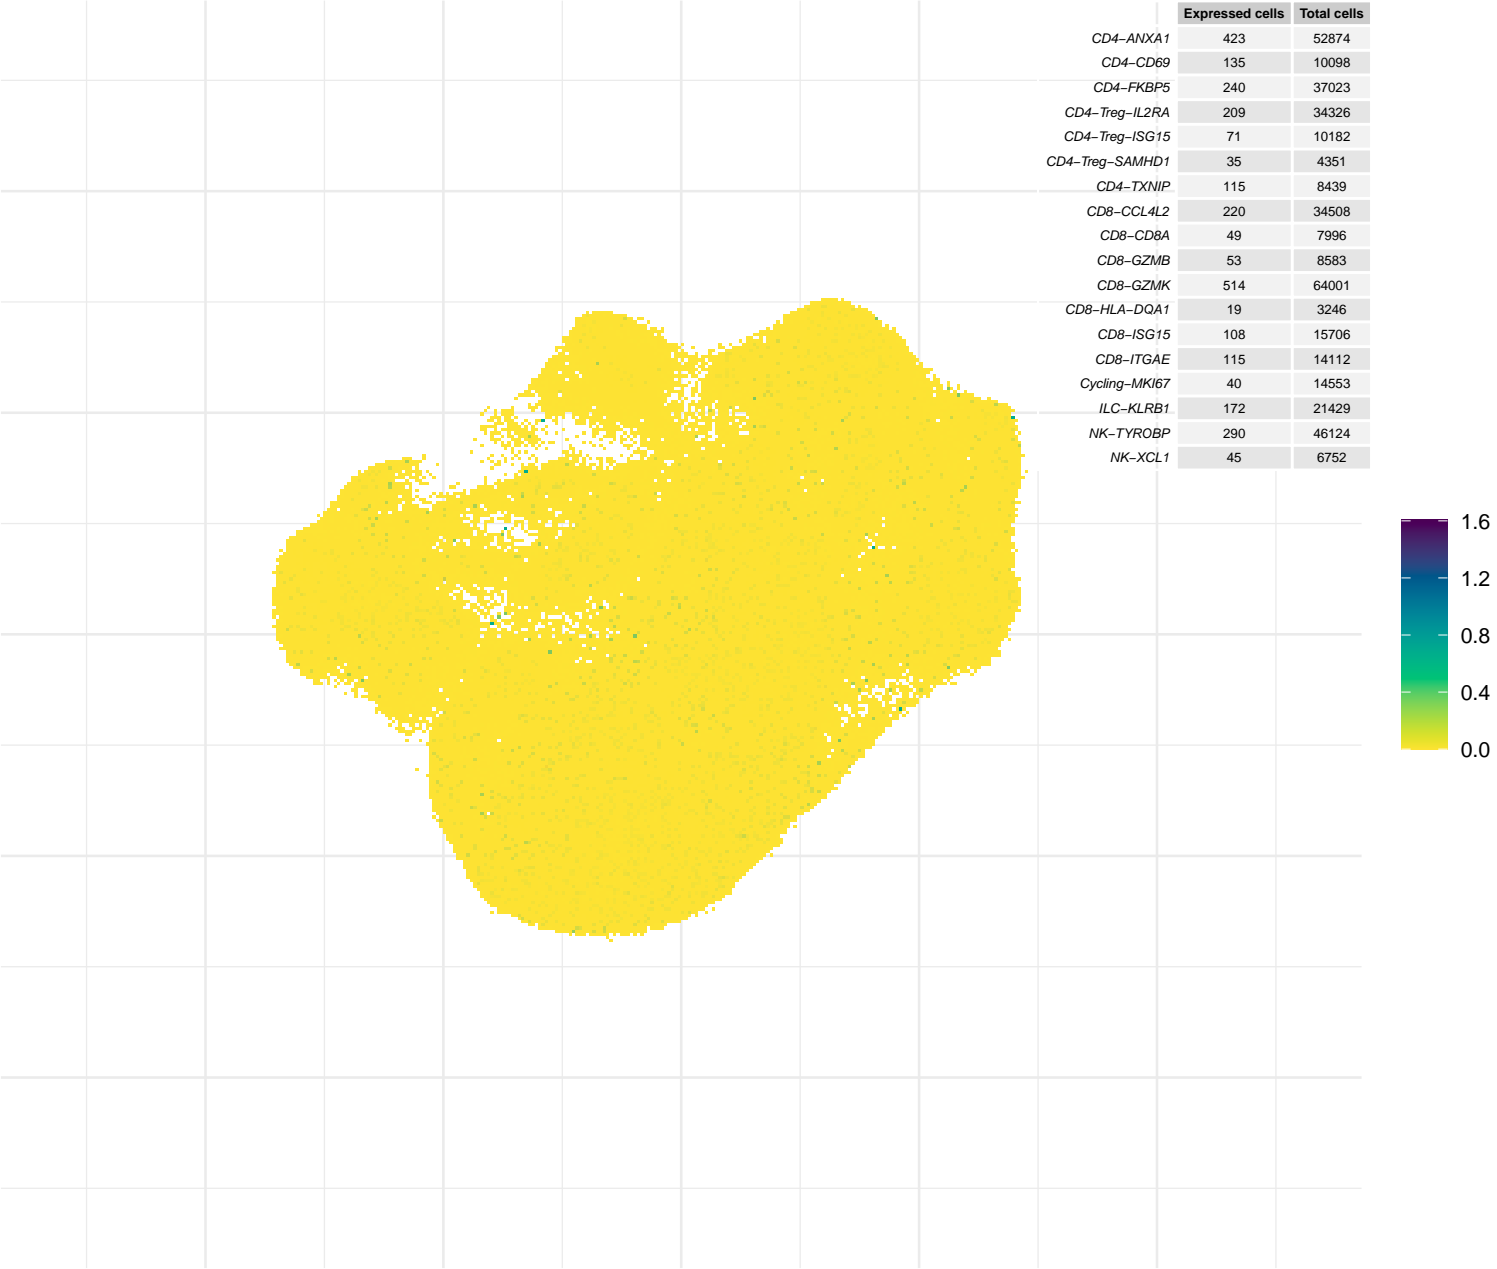 Expressed cells Total cells
CD4−ANXA1 423 52874
CD4−CD69 135 10098
CD4−FKBP5 240 37023
CD4−Treg−IL2RA 209 34326
CD4−Treg−ISG15 71 10182
CD4−Treg−SAMHD1 35 4351
CD4−TXNIP 115 8439
CD8−CCL4L2 220 34508
CD8−CD8A 49 7996
CD8−GZMB 53 8583
CD8−GZMK 514 64001
CD8−HLA−DQA1 19 3246
CD8−ISG15 108 15706
CD8−ITGAE 115 14112
Cycling−MKI67 40 14553
ILC−KLRB1 172 21429
NK−TYROBP 290 46124
NK−XCL1 45 6752
1.6
1.2
0.8
0.4
0.0